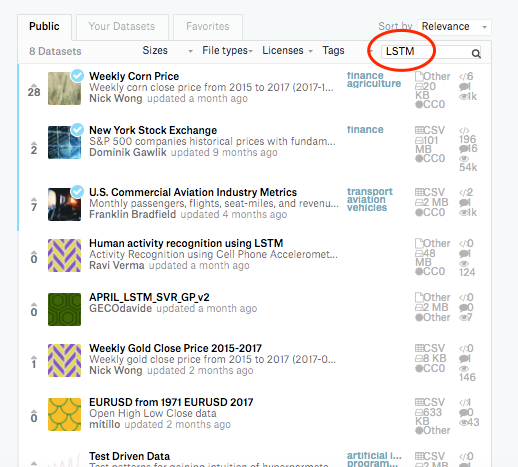 Public Your Datasets Favorites Sort by Relevance
8 Datasets Sizes File types Licenses Tags LSTM
28
Weekly Corn Price
Weekly corn close price from 2015 to 2017 (2017-1...
Nick Wong updated a month ago
finance
agriculture
Other
20
KB
CC0
6
1
1k
2
New York Stock Exchange
S&P 500 companies historical prices with fundam...
Dominik Gawlik updated 9 months ago
finance
CSV
101
MB
CC0
196
16
54k
7
U.S. Commercial Aviation Industry Metrics
Monthly passengers, flights, seat-miles, and revenu...
Franklin Bradfield updated 4 months ago
transport
aviation
vehicles
CSV
2 MB
CC0
2
1
1k
0
Human activity recognition using LSTM
Activity Recognition using Cell Phone Acceleromet...
Ravi Verma updated a month ago
Other
48
MB
CC0
0
1
124
0
APRIL_LSTM_SVR_GP_v2
GECOdavide updated a month ago
Other
2 MB
Other
0
0
7
1
Weekly Gold Close Price 2015-2017
Weekly gold close price from 2015 to 2017 (2017-0...
Nick Wong updated 2 months ago
CSV
8 KB
CC0
0
1
146
0
EURUSD from 1971 EURUSD 2017
Open High Low Close data
mitillo updated 2 months ago
CSV
633
KB
Other
1
0
43
Test Driven Data
artificial i...
program...
CSV
2 MB
0
0